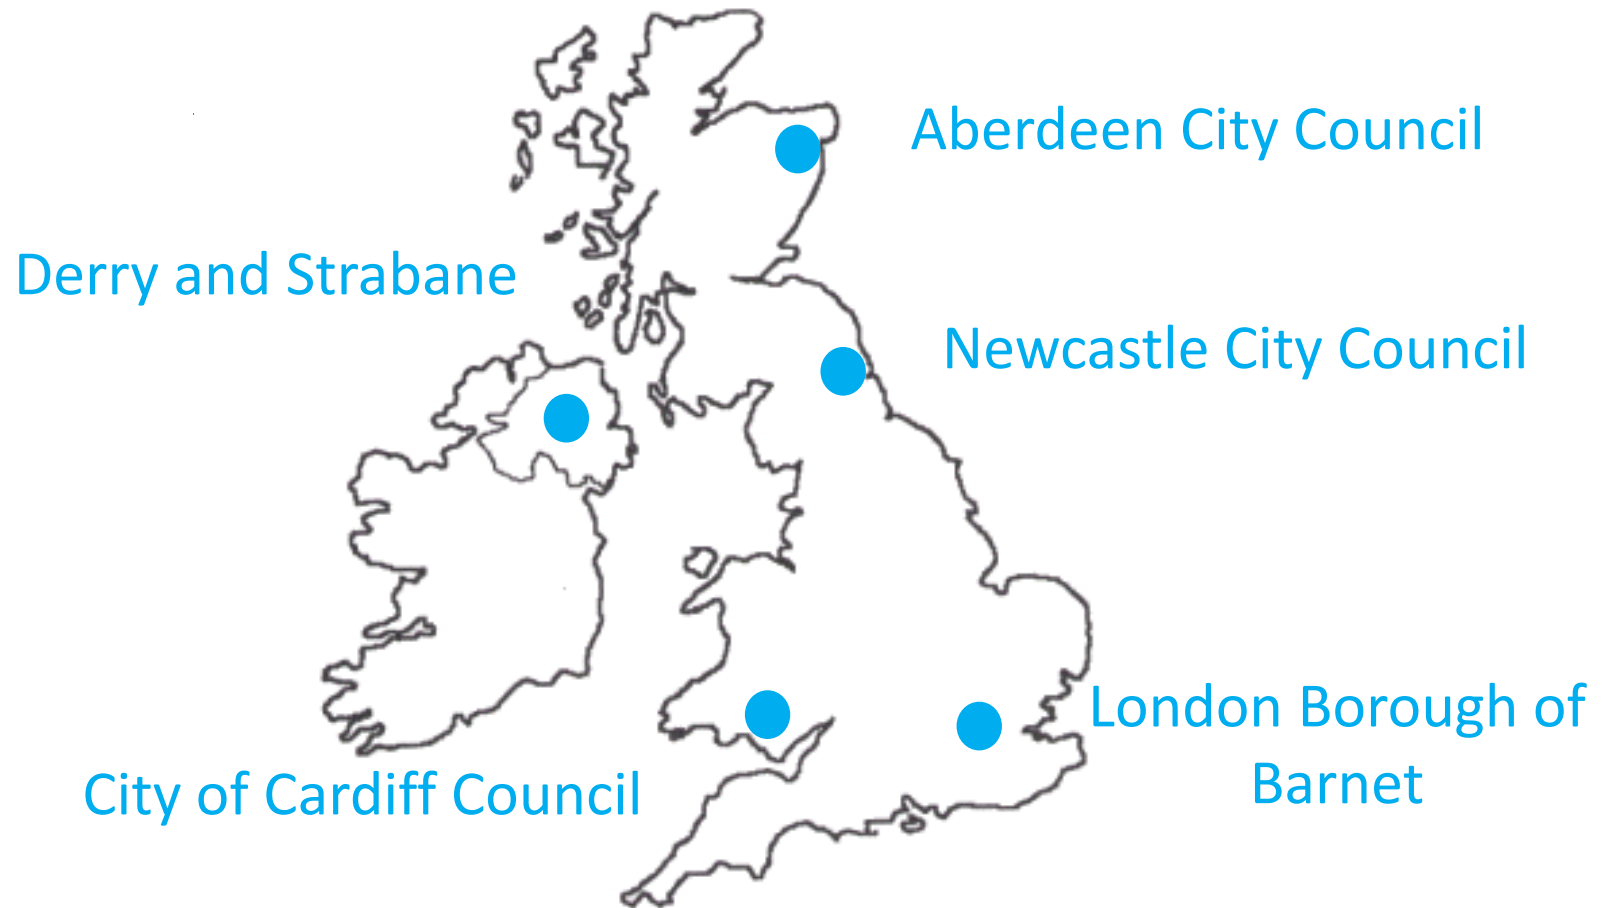 Aberdeen City Council
Derry and Strabane
Newcastle City Council
London Borough of
Barnet
City of Cardiff Council